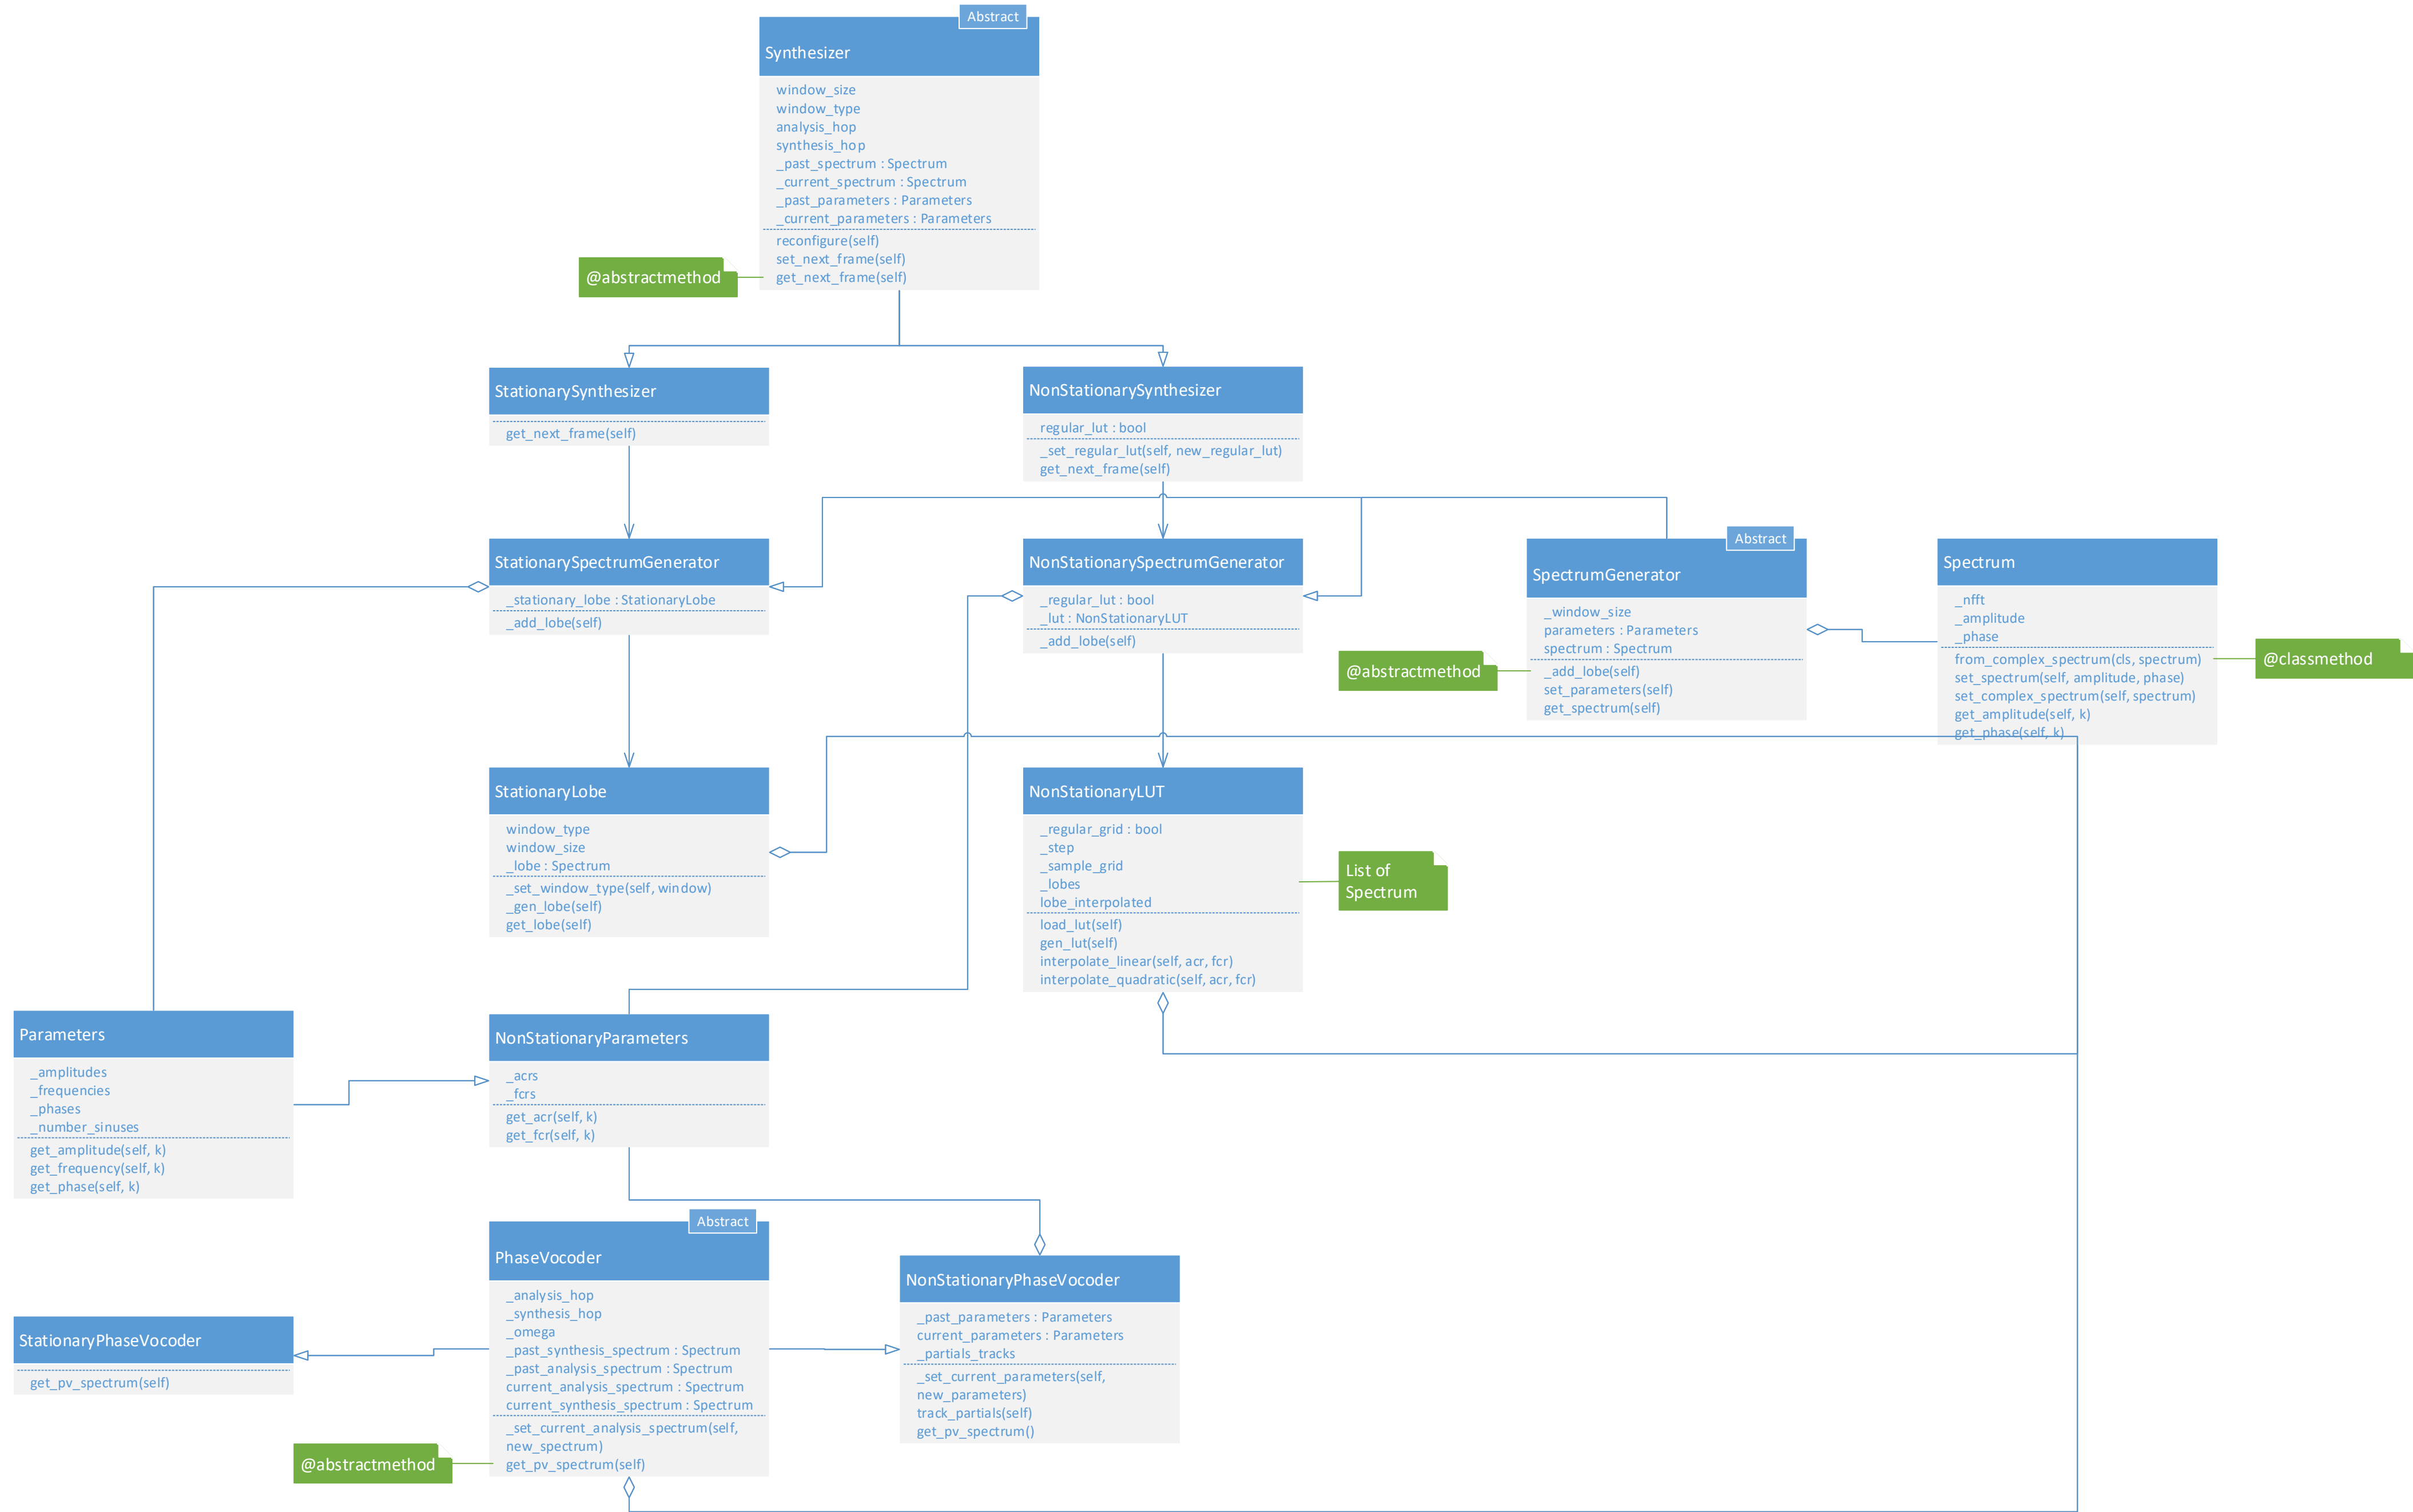 Abstract
Synthesizer
window_size
window_type
analysis_hop
synthesis_hop
_past_spectrum : Spectrum
_current_spectrum : Spectrum
_past_parameters : Parameters
_current_parameters : Parameters
reconfigure(self)
set_next_frame(self)
get_next_frame(self)
@abstractmethod
StationarySynthesizer
get_next_frame(self)
NonStationarySynthesizer
regular_lut : bool
_set_regular_lut(self, new_regular_lut)
get_next_frame(self)
StationarySpectrumGenerator
_stationary_lobe : StationaryLobe
_add_lobe(self)
NonStationarySpectrumGenerator
_regular_lut : bool
_lut : NonStationaryLUT
_add_lobe(self)
Abstract
SpectrumGenerator
_window_size
parameters : Parameters
spectrum : Spectrum
_add_lobe(self)
set_parameters(self)
get_spectrum(self)
@abstractmethod
Spectrum
_nfft
_amplitude
_phase
from_complex_spectrum(cls, spectrum)
set_spectrum(self, amplitude, phase)
set_complex_spectrum(self, spectrum)
get_amplitude(self, k)
get_phase(self, k)
@classmethod
StationaryLobe
window_type
window_size
_lobe : Spectrum
_set_window_type(self, window)
_gen_lobe(self)
get_lobe(self)
NonStationaryLUT
_regular_grid : bool
_step
_sample_grid
_lobes
lobe_interpolated
load_lut(self)
gen_lut(self)
interpolate_linear(self, acr, fcr)
interpolate_quadratic(self, acr, fcr)
List of
Spectrum
Parameters
_amplitudes
_frequencies
_phases
_number_sinuses
get_amplitude(self, k)
get_frequency(self, k)
get_phase(self, k)
NonStationaryParameters
_acrs
_fcrs
get_acr(self, k)
get_fcr(self, k)
Abstract
PhaseVocoder
_analysis_hop
_synthesis_hop
_omega
_past_synthesis_spectrum : Spectrum
_past_analysis_spectrum : Spectrum
current_analysis_spectrum : Spectrum
current_synthesis_spectrum : Spectrum
_set_current_analysis_spectrum(self,
new_spectrum)
get_pv_spectrum(self)
@abstractmethod
StationaryPhaseVocoder
get_pv_spectrum(self)
NonStationaryPhaseVocoder
_past_parameters : Parameters
current_parameters : Parameters
_partials_tracks
_set_current_parameters(self,
new_parameters)
track_partials(self)
get_pv_spectrum()